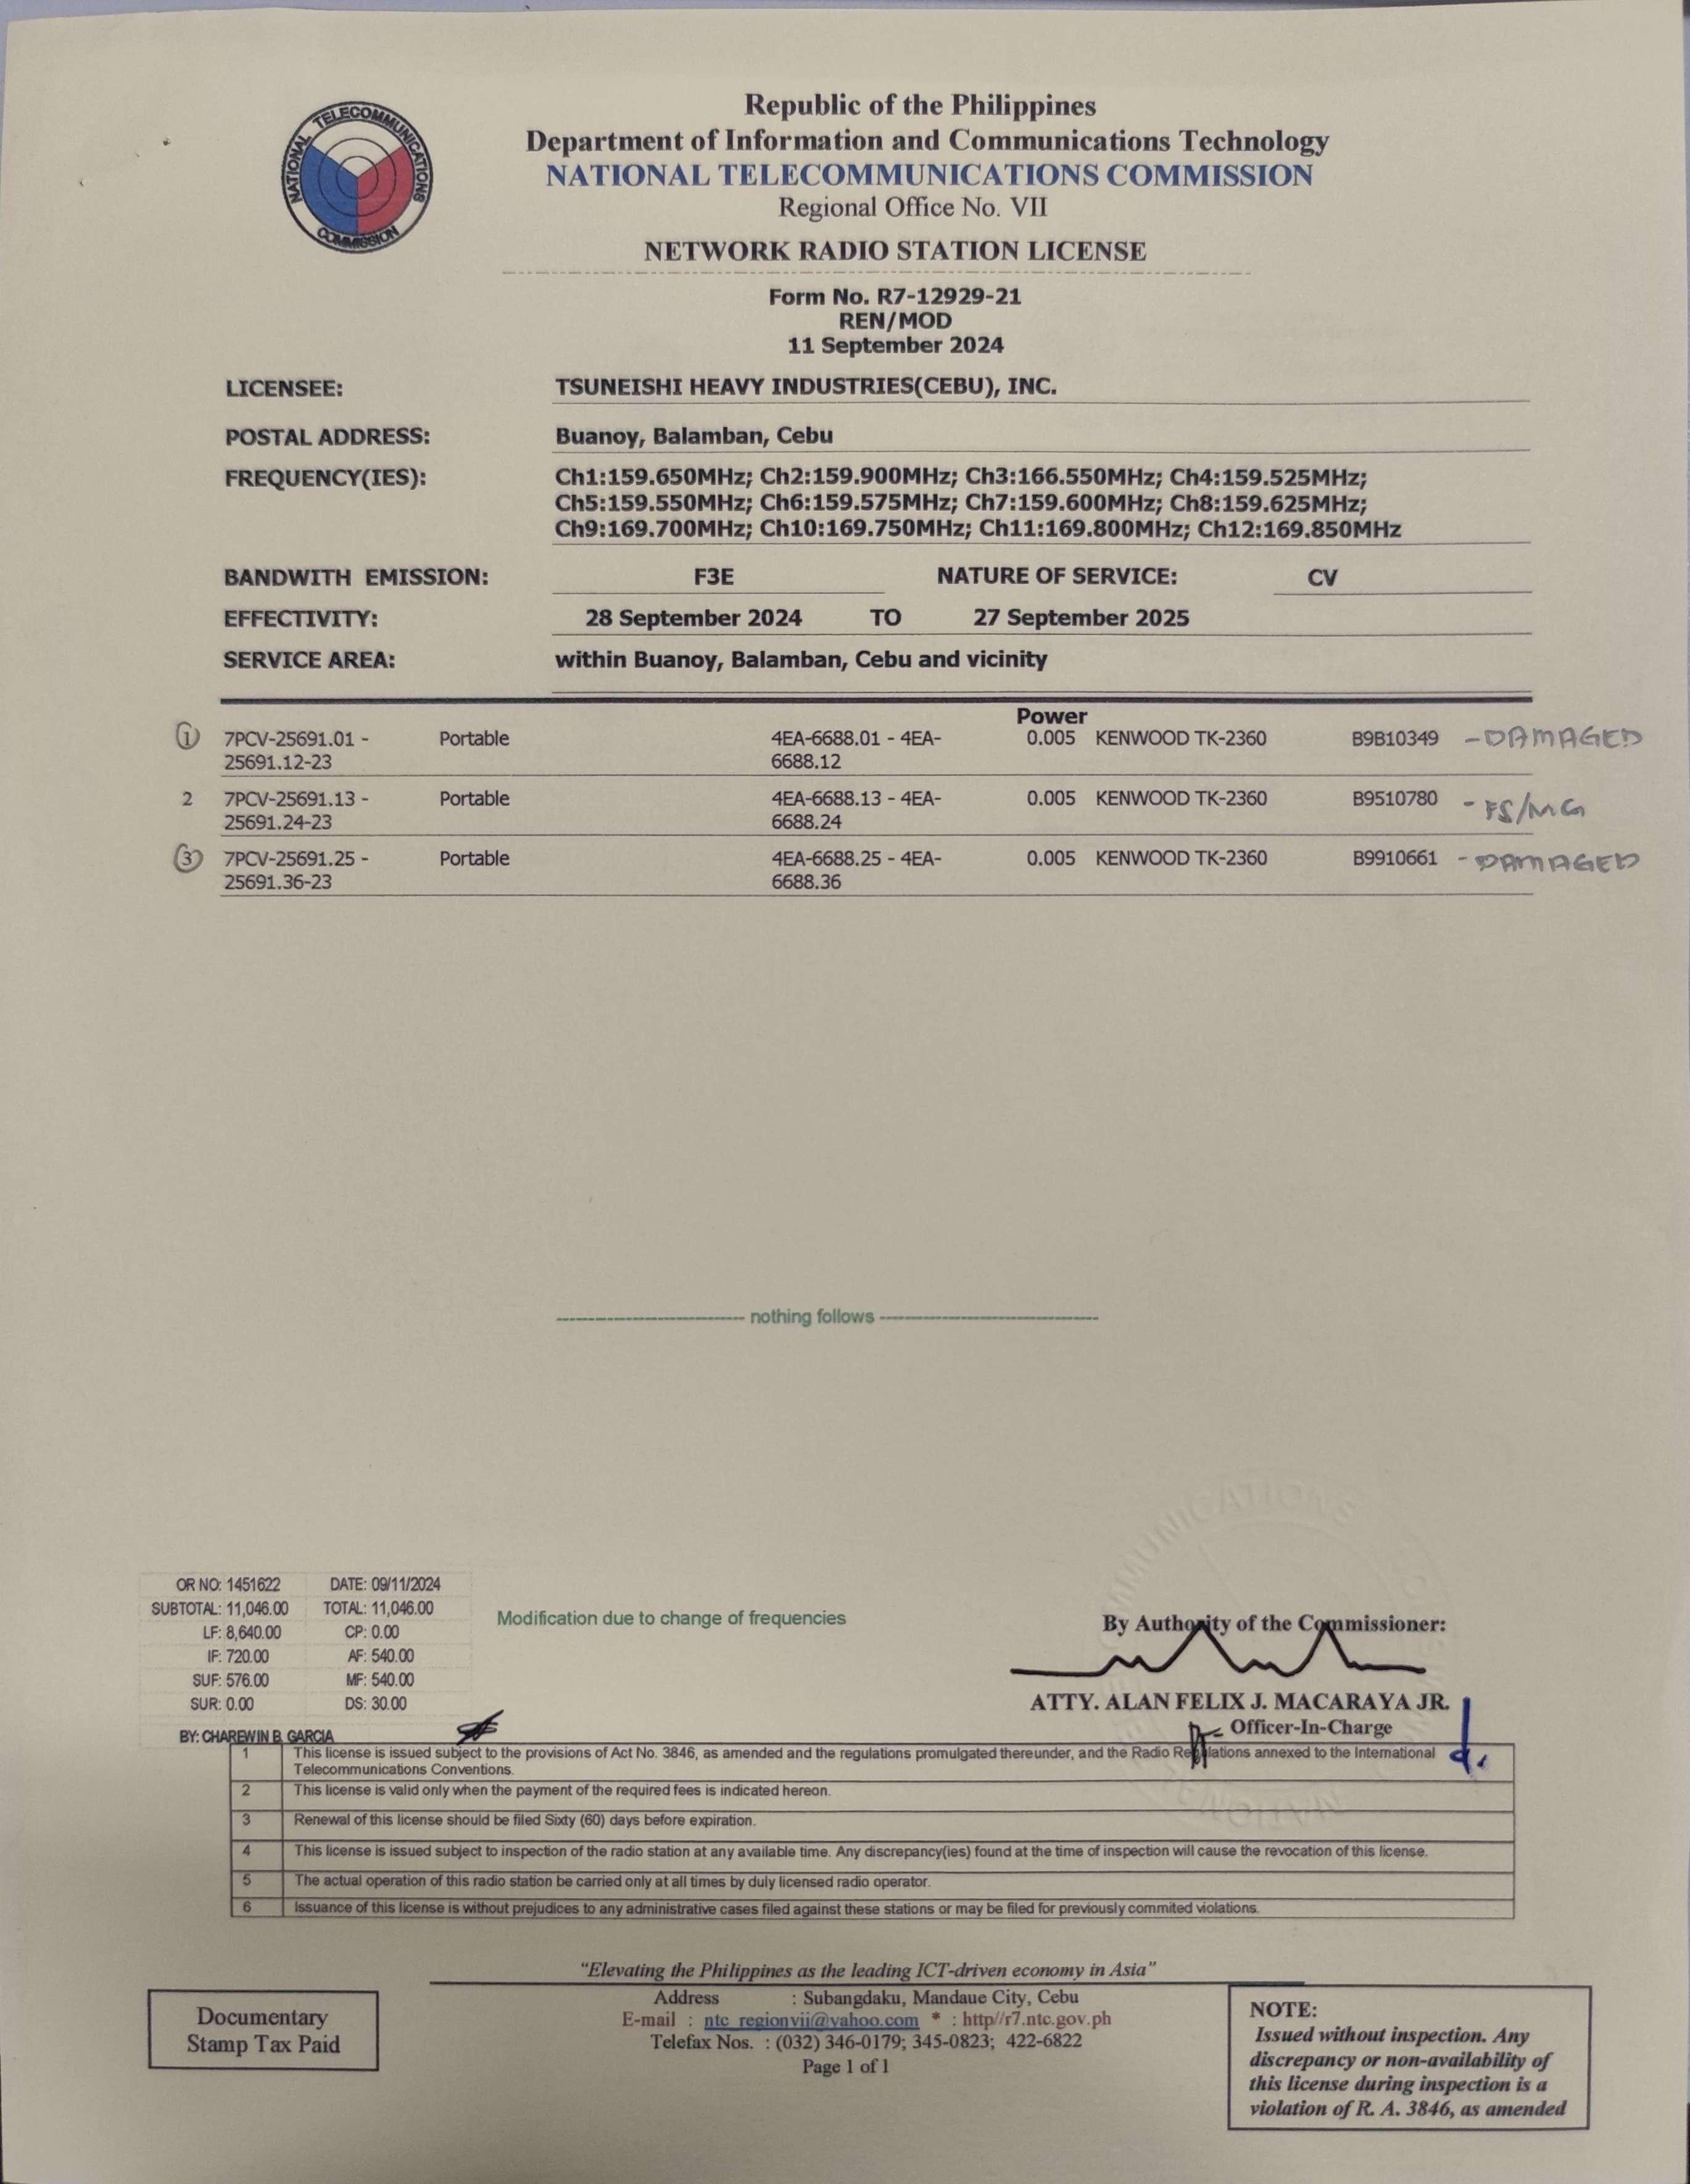 NATIONAL TELECOMMUNICATIONS COMMISSION
Republic of the Philippines
Department of Information and Communications Technology
NATIONAL TELECOMMUNICATIONS COMMISSION
Regional Office No. VII
NETWORK RADIO STATION LICENSE
Form No. R7-12929-21
REN/MOD
11 September 2024
LICENSEE: TSUNEISHI HEAVY INDUSTRIES(CEBU), INC.
POSTAL ADDRESS: Buanoy, Balamban, Cebu
FREQUENCY(IES): Ch1:159.650MHz; Ch2:159.900MHz; Ch3:166.550MHz; Ch4:159.525MHz;
Ch5:159.550MHz; Ch6:159.575MHz; Ch7:159.600MHz; Ch8:159.625MHz;
Ch9:169.700MHz; Ch10:169.750MHz; Ch11:169.800MHz; Ch12:169.850MHz
BANDWITH EMISSION: F3E NATURE OF SERVICE: CV
EFFECTIVITY: 28 September 2024 TO 27 September 2025
SERVICE AREA: within Buanoy, Balamban, Cebu and vicinity
Power
1 7PCV-25691.01 - Portable 4EA-6688.01 - 4EA- 0.005 KENWOOD TK-2360 B9B10349 - DAMAGED
25691.12-23 6688.12
2 7PCV-25691.13 - Portable 4EA-6688.13 - 4EA- 0.005 KENWOOD TK-2360 B9510780 - FS/MG
25691.24-23 6688.24
3 7PCV-25691.25 - Portable 4EA-6688.25 - 4EA- 0.005 KENWOOD TK-2360 B9910661 - DAMAGED
25691.36-23 6688.36
---------------------------- nothing follows --------------------------------
OR NO: 1451622 DATE: 09/11/2024
SUBTOTAL: 11,046.00 TOTAL: 11,046.00
LF: 8,640.00 CP: 0.00
IF: 720.00 AF: 540.00
SUF: 576.00 MF: 540.00
SUR: 0.00 DS: 30.00
BY: CHAREWIN B. GARCIA
Modification due to change of frequencies
By Authority of the Commissioner:
ATTY. ALAN FELIX J. MACARAYA JR.
Officer-In-Charge
1 This license is issued subject to the provisions of Act No. 3846, as amended and the regulations promulgated thereunder, and the Radio Regulations annexed to the International
Telecommunications Conventions.
2 This license is valid only when the payment of the required fees is indicated hereon.
3 Renewal of this license should be filed Sixty (60) days before expiration.
4 This license is issued subject to inspection of the radio station at any available time. Any discrepancy(ies) found at the time of inspection will cause the revocation of this license.
5 The actual operation of this radio station be carried only at all times by duly licensed radio operator.
6 Issuance of this license is without prejudices to any administrative cases filed against these stations or may be filed for previously commited violations.
"Elevating the Philippines as the leading ICT-driven economy in Asia"
Address : Subangdaku, Mandaue City, Cebu
E-mail : ntc_regionvii@yahoo.com * : http//r7.ntc.gov.ph
Telefax Nos. : (032) 346-0179; 345-0823; 422-6822
Page 1 of 1
Documentary
Stamp Tax Paid
NOTE:
Issued without inspection. Any
discrepancy or non-availability of
this license during inspection is a
violation of R. A. 3846, as amended